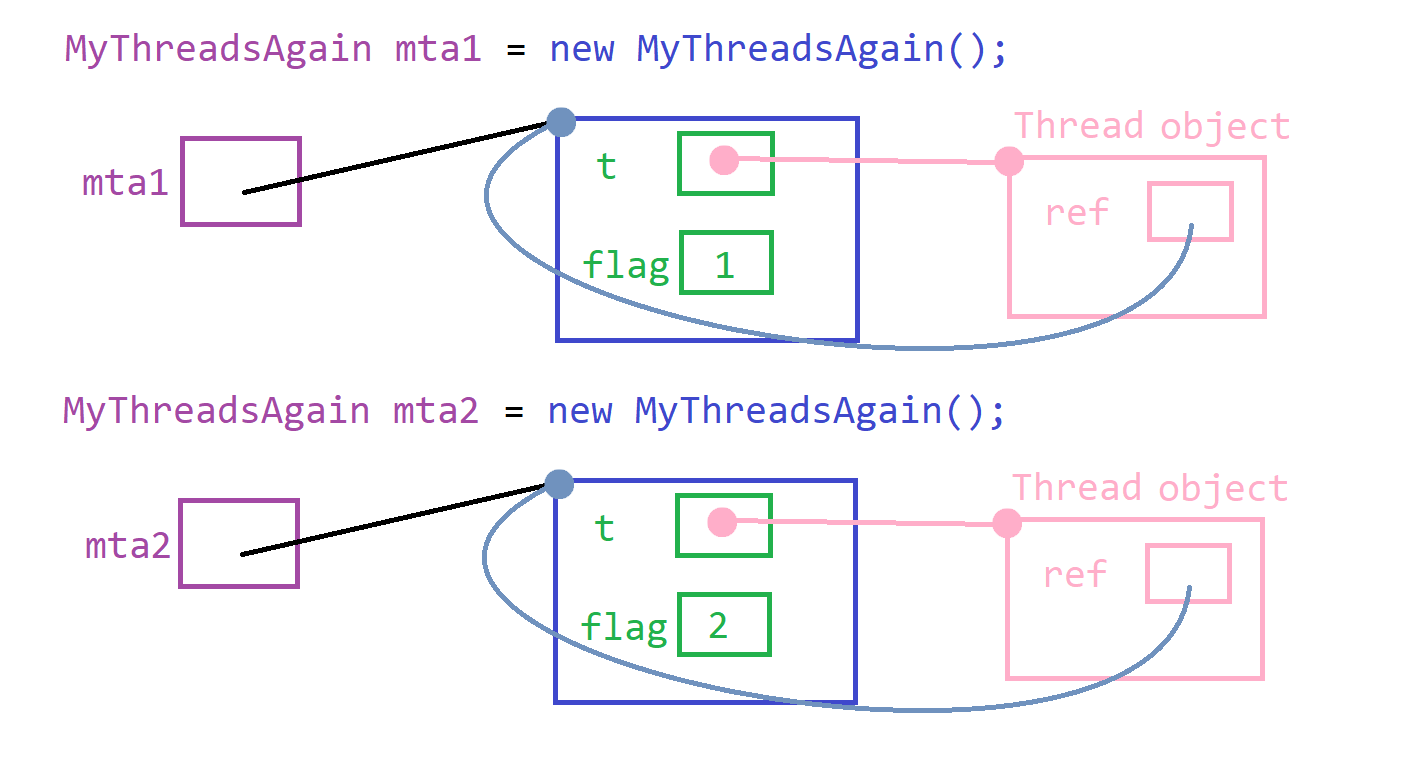 MyThreadsAgain mta1 = new MyThreadsAgain();
Thread object
t
mta1
ref
flag 1
MyThreadsAgain mta2 = new MyThreadsAgain();
Thread object
t
mta2
ref
flag 2